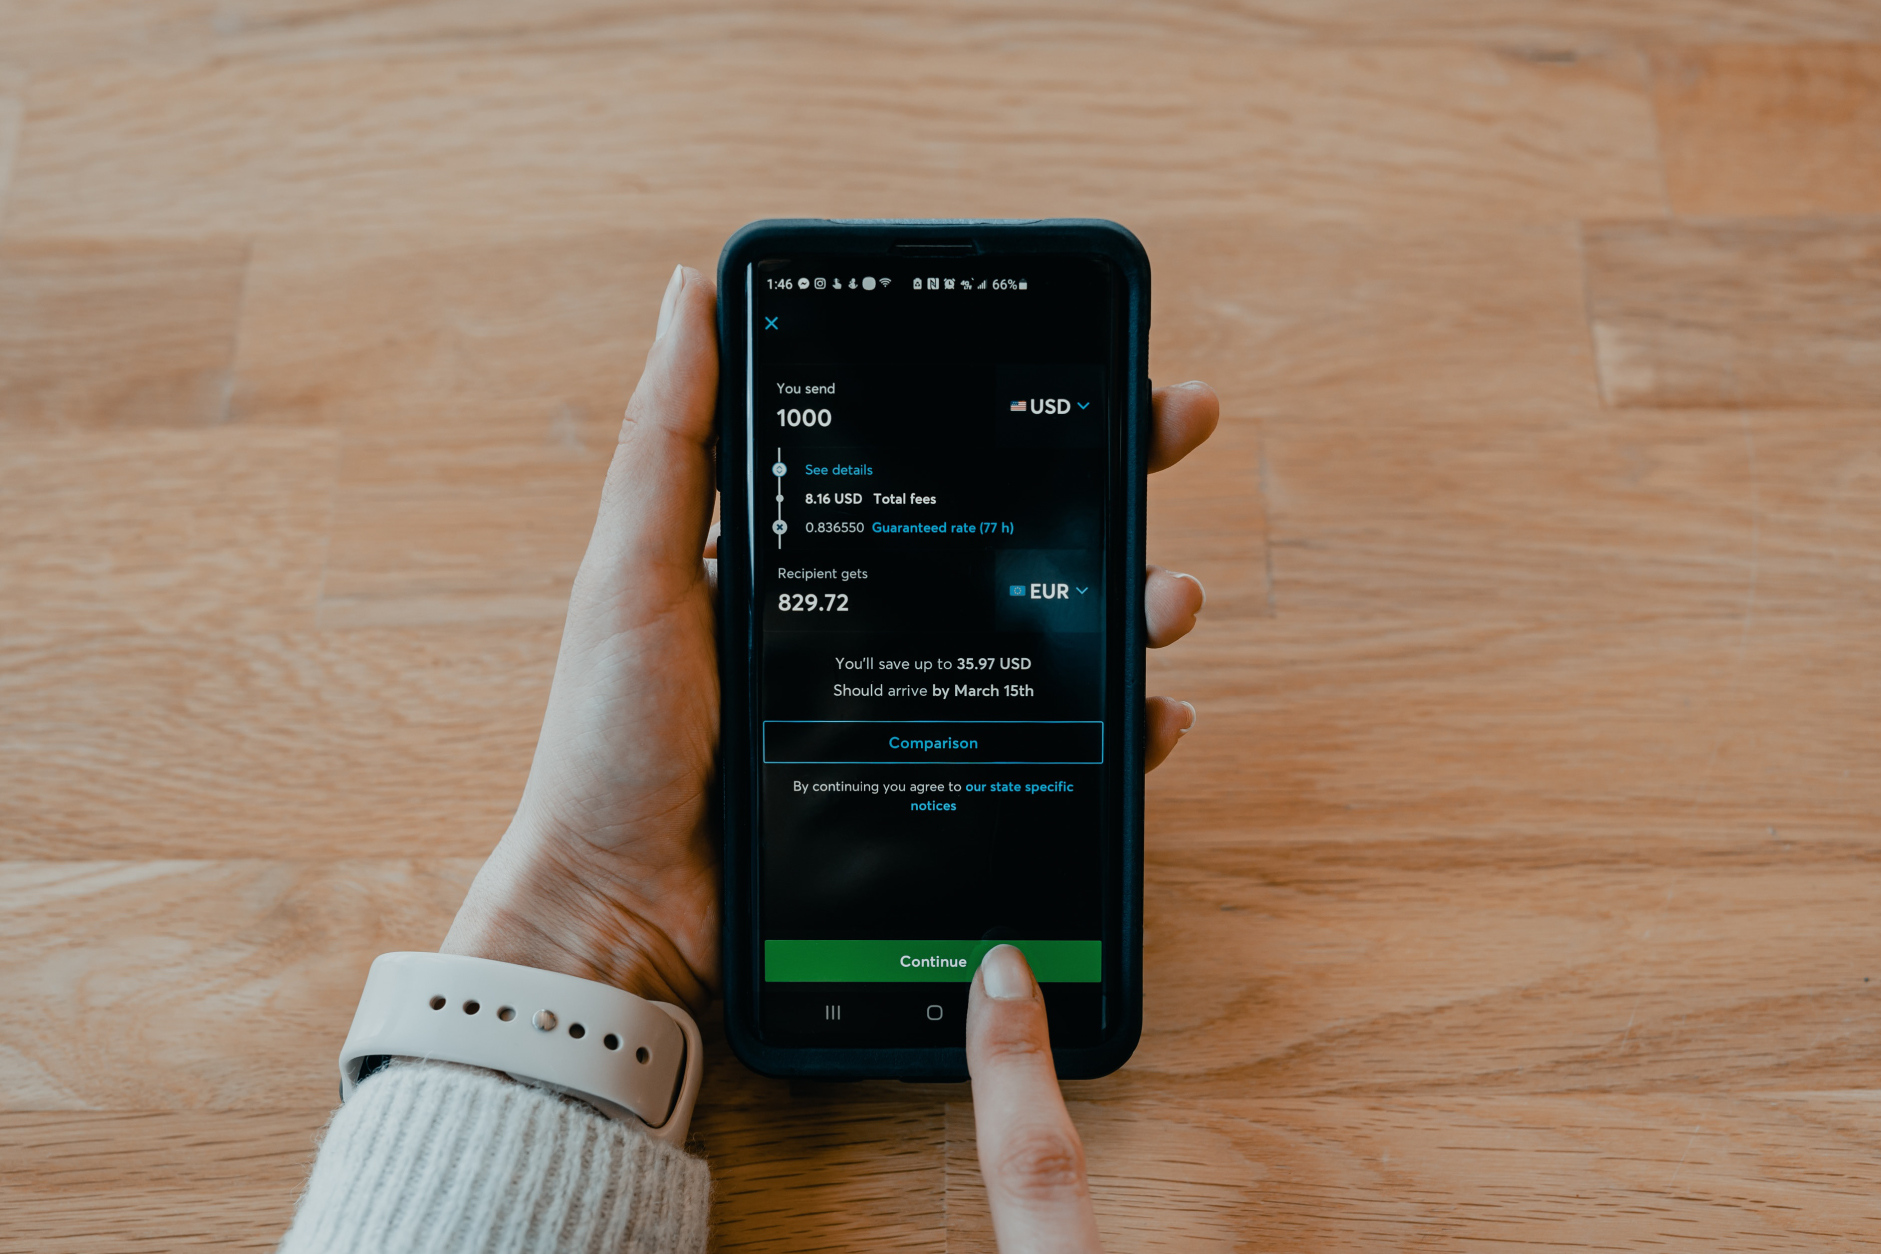 1:46 66%
You send
1000
USD
See details
8.16 USD Total fees
0.836550 Guaranteed rate (77 h)
Recipient gets
829.72
EUR
You'll save up to 35.97 USD
Should arrive by March 15th
Comparison
By continuing you agree to our state specific
notices
Continue